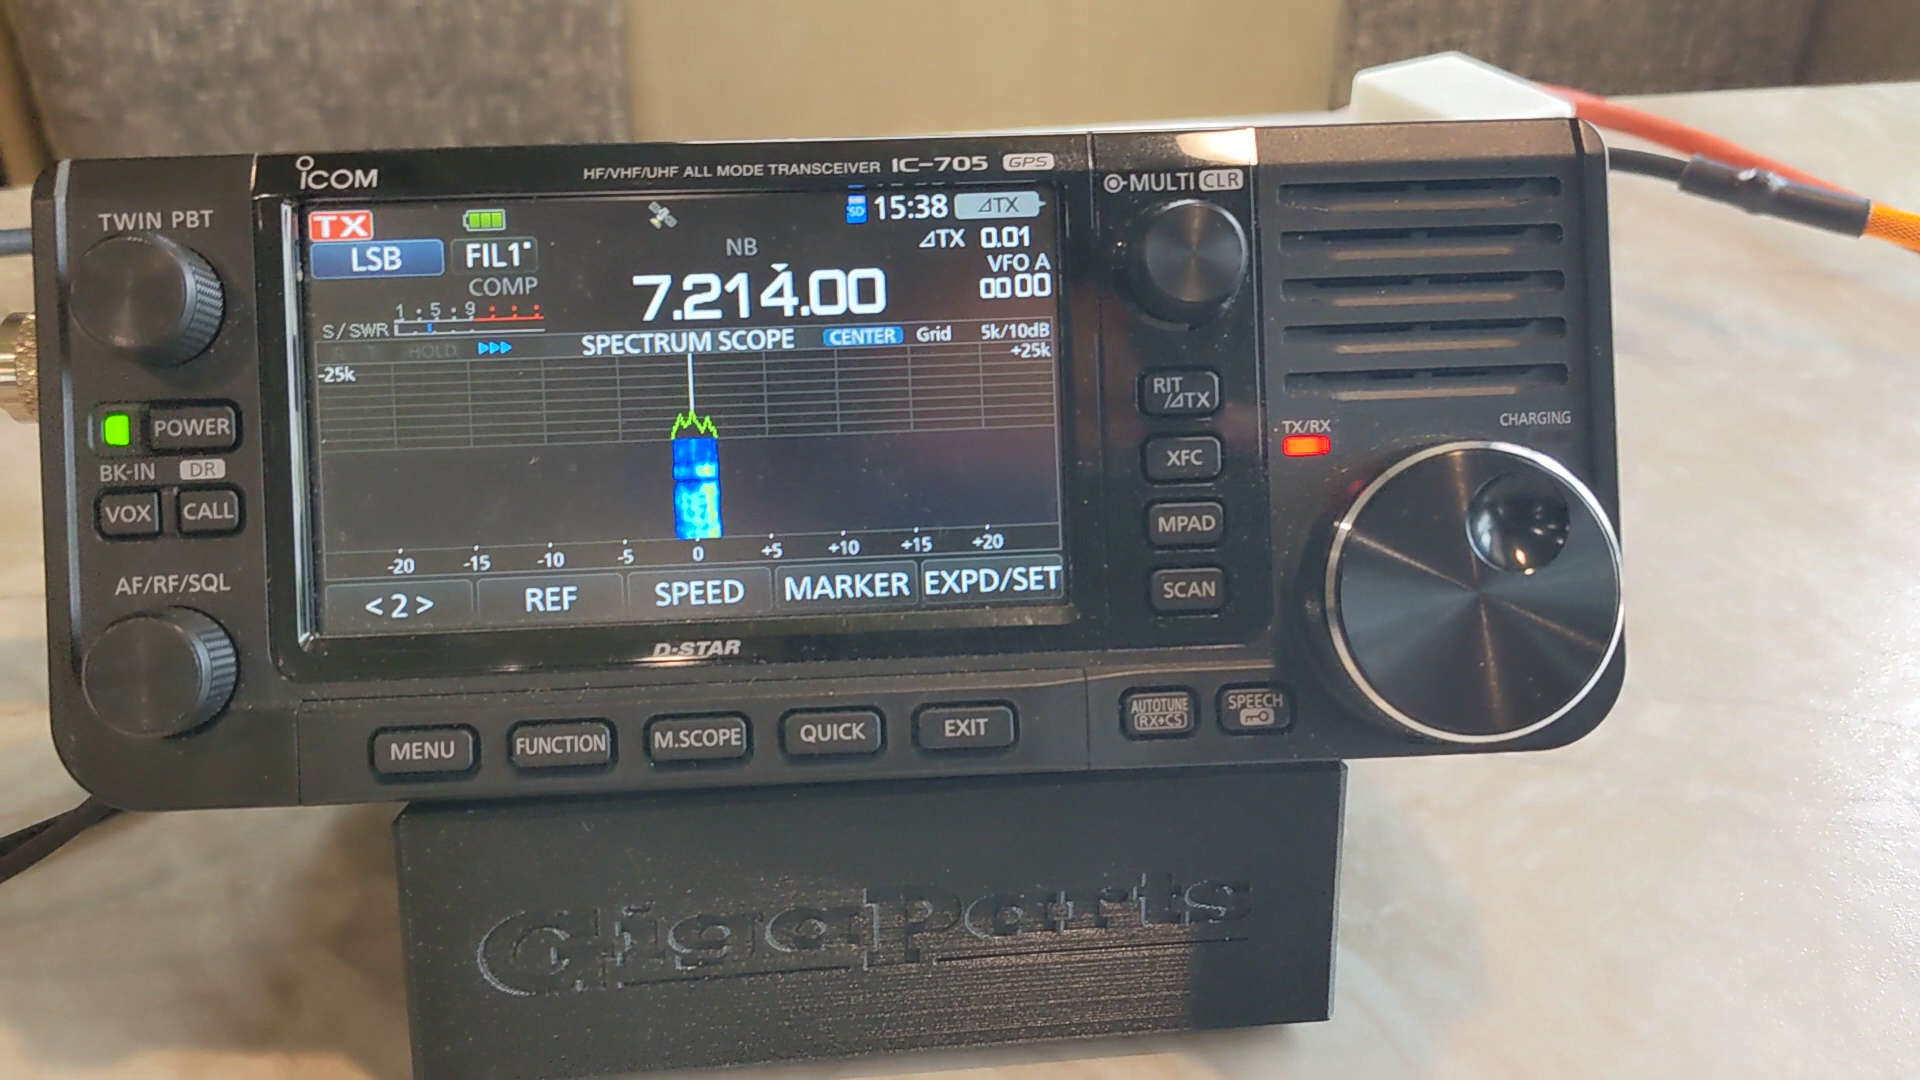 ICOM
HF/VHF/UHF ALL MODE TRANSCEIVER IC-705 GPS
MULTI CLR
TWIN PBT
TX
SD 15:38 ⊿TX
LSB FIL1
NB
⊿TX 0.01
COMP
7.214.00
VFO A
00 00
1 : 5 : 9
S/SWR
HOLD
SPECTRUM SCOPE CENTER Grid 5k/10dB
-25k
+25k
-20 -15 -10 -5 0 +5 +10 +15 +20
<2> REF SPEED MARKER EXPD/SET
D-STAR
POWER
BK-IN DR
VOX CALL
AF/RF/SQL
RIT/⊿TX
XFC
MPAD
SCAN
TX/RX
CHARGING
MENU FUNCTION M.SCOPE QUICK EXIT
AUTOTUNE
RX→CS
SPEECH
GigaParts